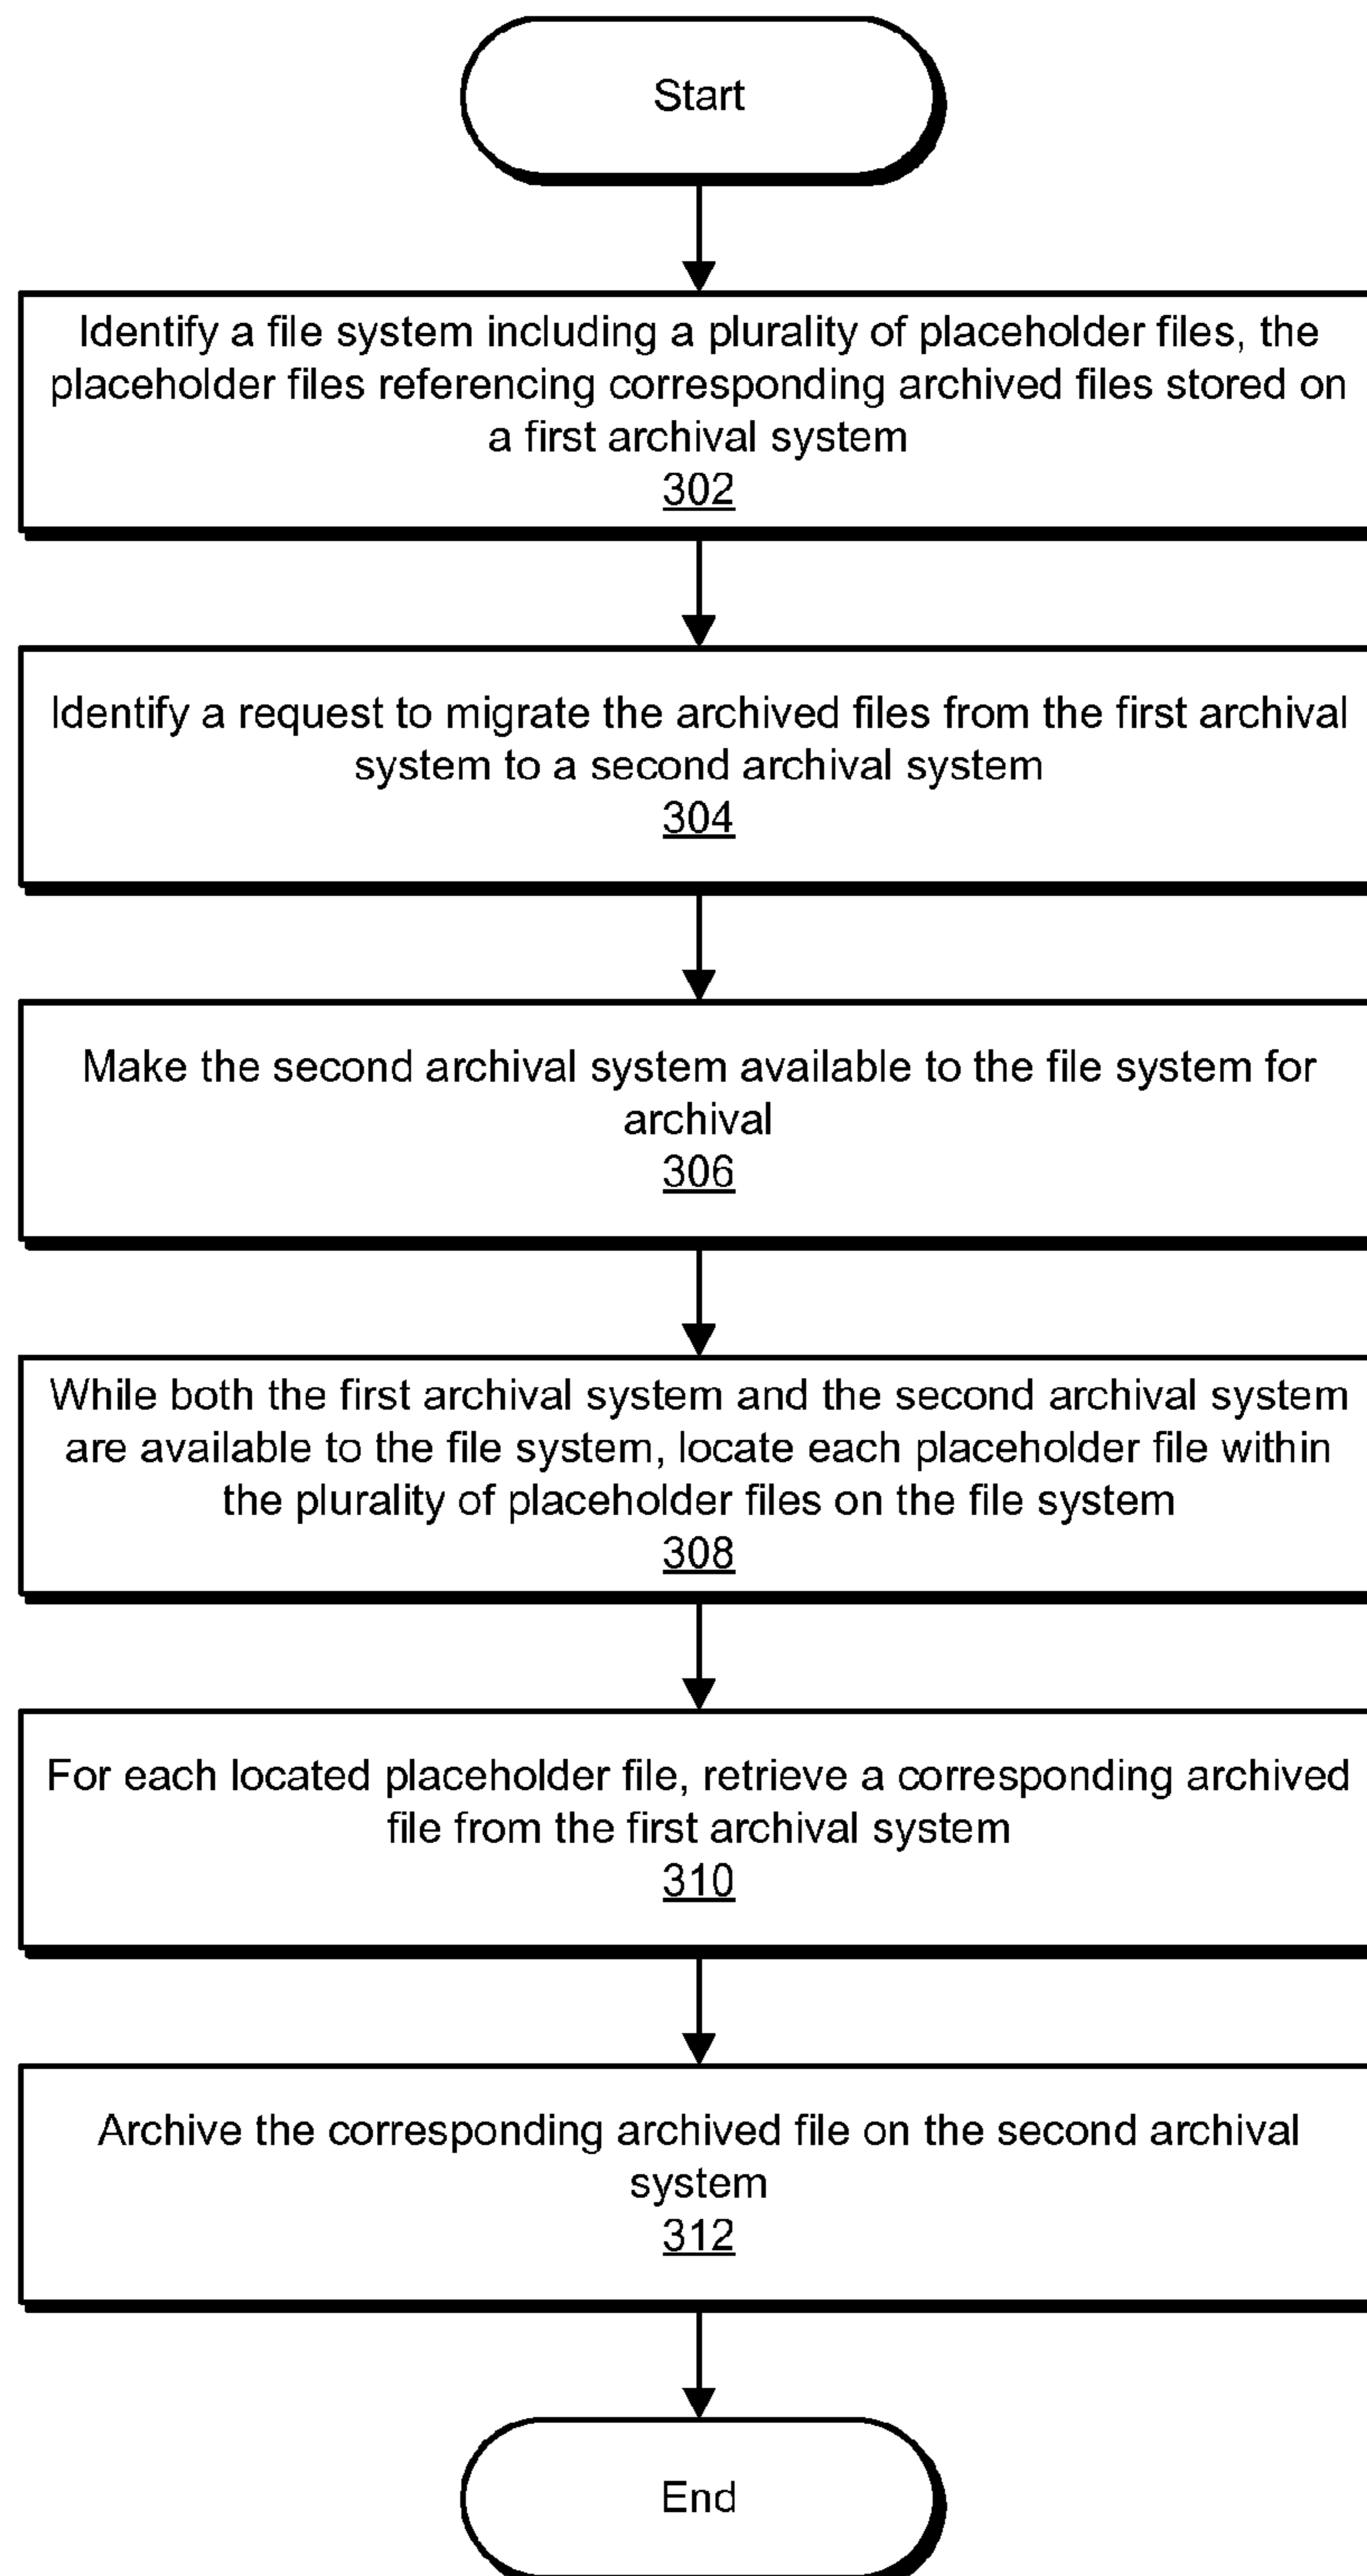 Start
Identify a file system including a plurality of placeholder files, the
placeholder files referencing corresponding archived files stored on
a first archival system
302
Identify a request to migrate the archived files from the first archival
system to a second archival system
304
Make the second archival system available to the file system for
archival
306
While both the first archival system and the second archival system
are available to the file system, locate each placeholder file within
the plurality of placeholder files on the file system
308
For each located placeholder file, retrieve a corresponding archived
file from the first archival system
310
Archive the corresponding archived file on the second archival
system
312
End